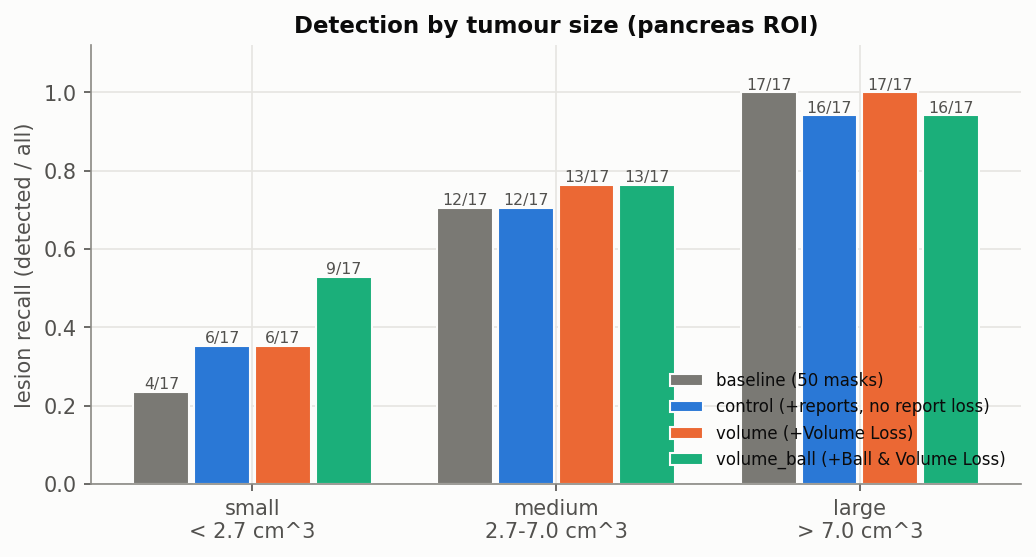 Detection by tumour size (pancreas ROI)
lesion recall (detected / all)
1.0
0.8
0.6
0.4
0.2
0.0
4/17
6/17
6/17
9/17
12/17
12/17
13/17
13/17
17/17
16/17
17/17
16/17
baseline (50 masks)
control (+reports, no report loss)
volume (+Volume Loss)
volume_ball (+Ball & Volume Loss)
small
< 2.7 cm^3
medium
2.7-7.0 cm^3
large
> 7.0 cm^3